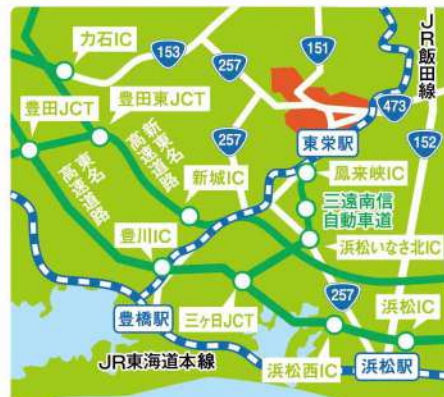 力石IC
153
257
151
JR飯田線
豊田JCT
豊田東JCT
473
257
東栄駅
152
新東名
高速道路
東名
高速道路
新城IC
鳳来峡IC
三遠南信
自動車道
豊川IC
浜松いなさ北IC
257
浜松IC
豊橋駅
三ヶ日JCT
JR東海道本線
浜松西IC
浜松駅